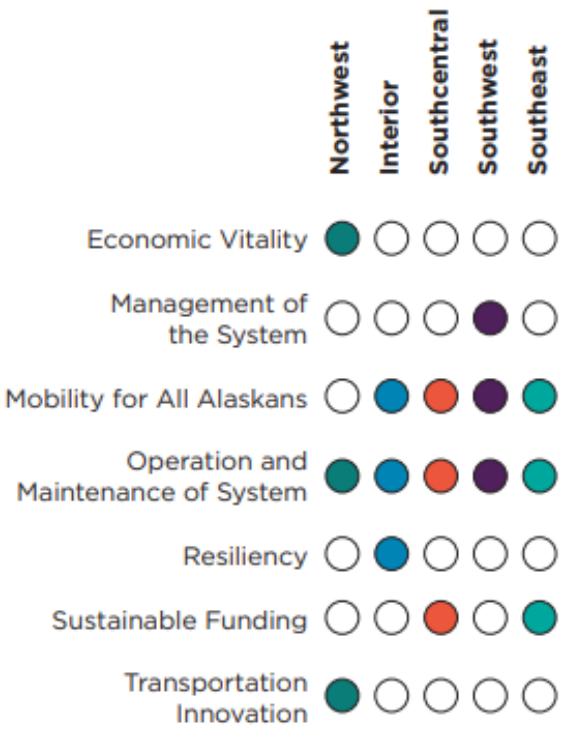 Northwest
Interior
Southcentral
Southwest
Southeast
Economic Vitality
Management of
the System
Mobility for All Alaskans
Operation and
Maintenance of System
Resiliency
Sustainable Funding
Transportation
Innovation